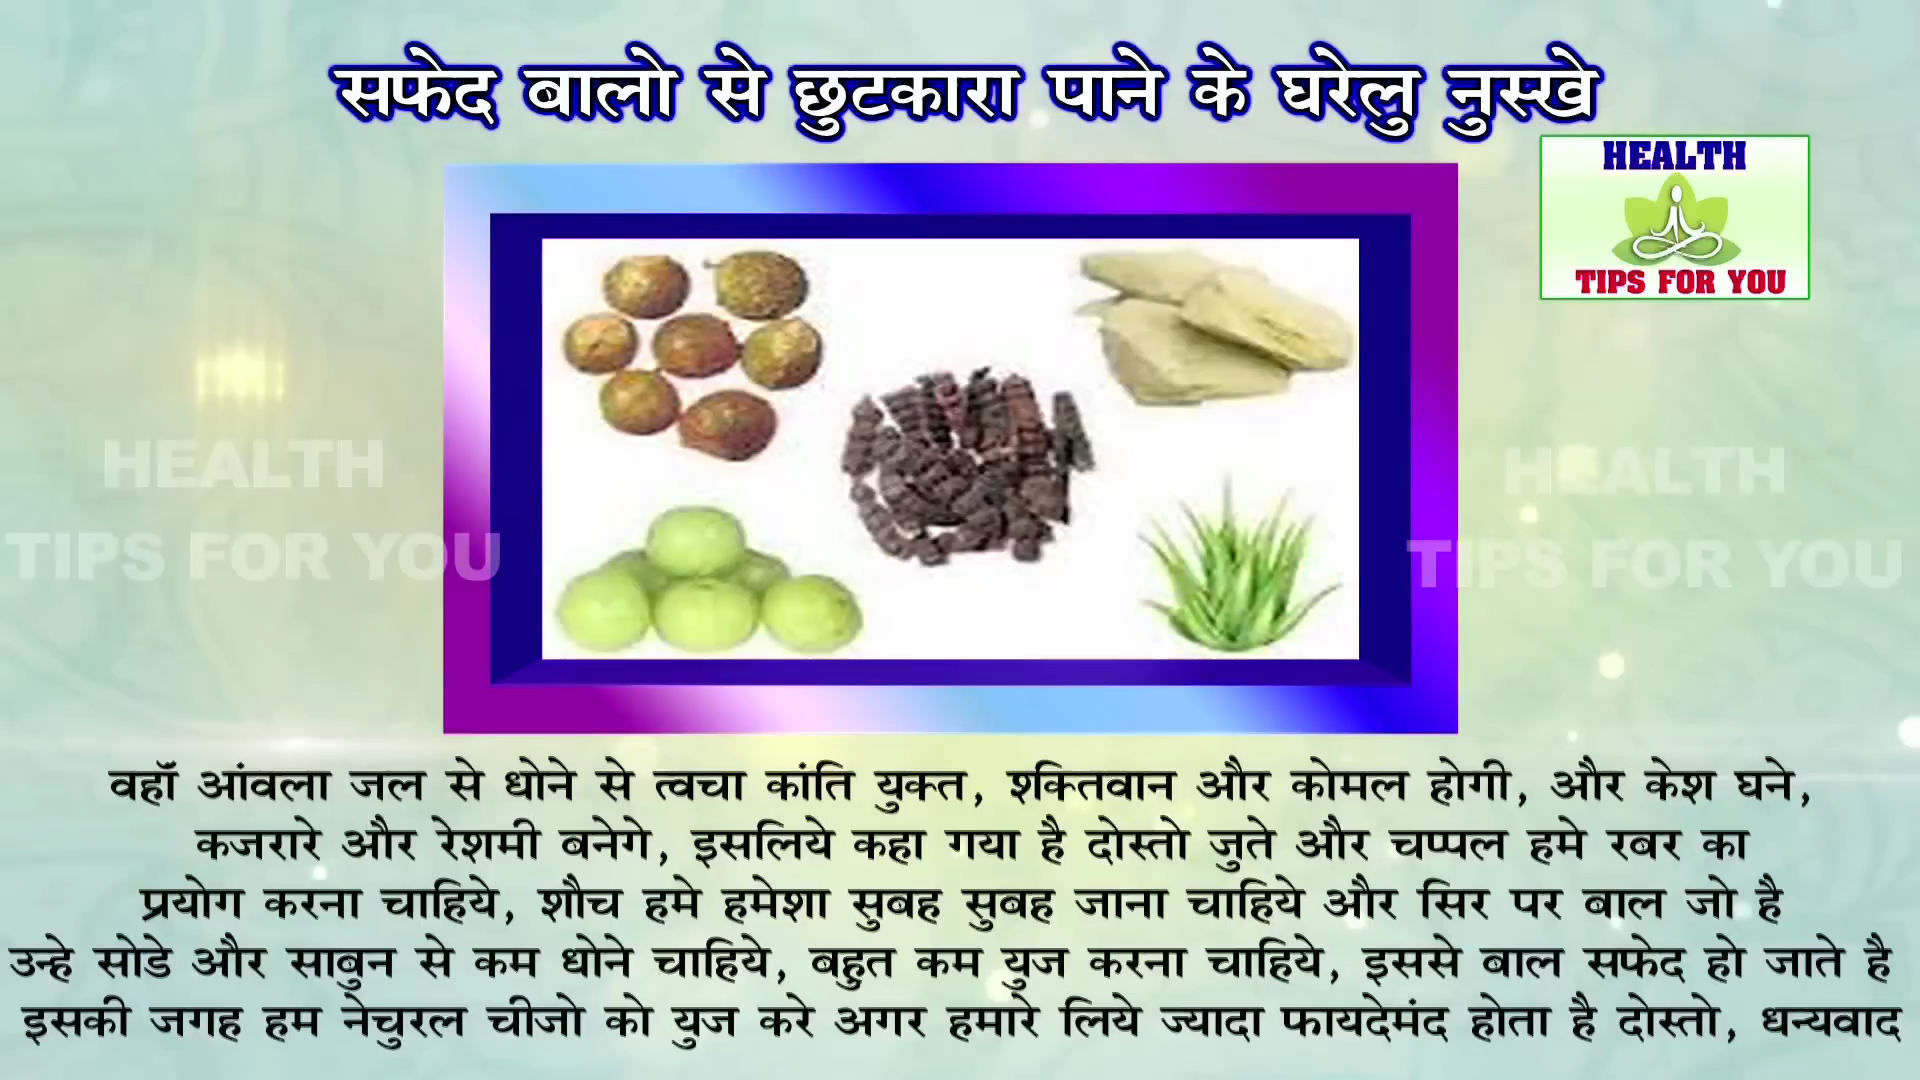 सफेद बालो से छुटकारा पाने के घरेलु नुस्खे
HEALTH
TIPS FOR YOU
HEALTH
TIPS FOR YOU
HEALTH
TIPS FOR YOU
वहाॅ आंवला जल से धोने से त्वचा कांति युक्त, श्कितवान और कोमल होगी, और केश घने,
कजरारे और रेशमी बनेगे, इसलिये कहा गया है दोस्तो जुते और चप्पल हमे रबर का
प्रयोग करना चाहिये, शौच हमे हमेशा सुबह सुबह जाना चाहिये और सिर पर बाल जो है
उन्हे सोडे और साबुन से कम धोने चाहिये, बहुत कम युज करना चाहिये, इससे बाल सफेद हो जाते है
इसकी जगह हम नेचुरल चीजो को युज करे अगर हमारे लिये ज्यादा फायदेमंद होता है दोस्तो, धन्यवाद